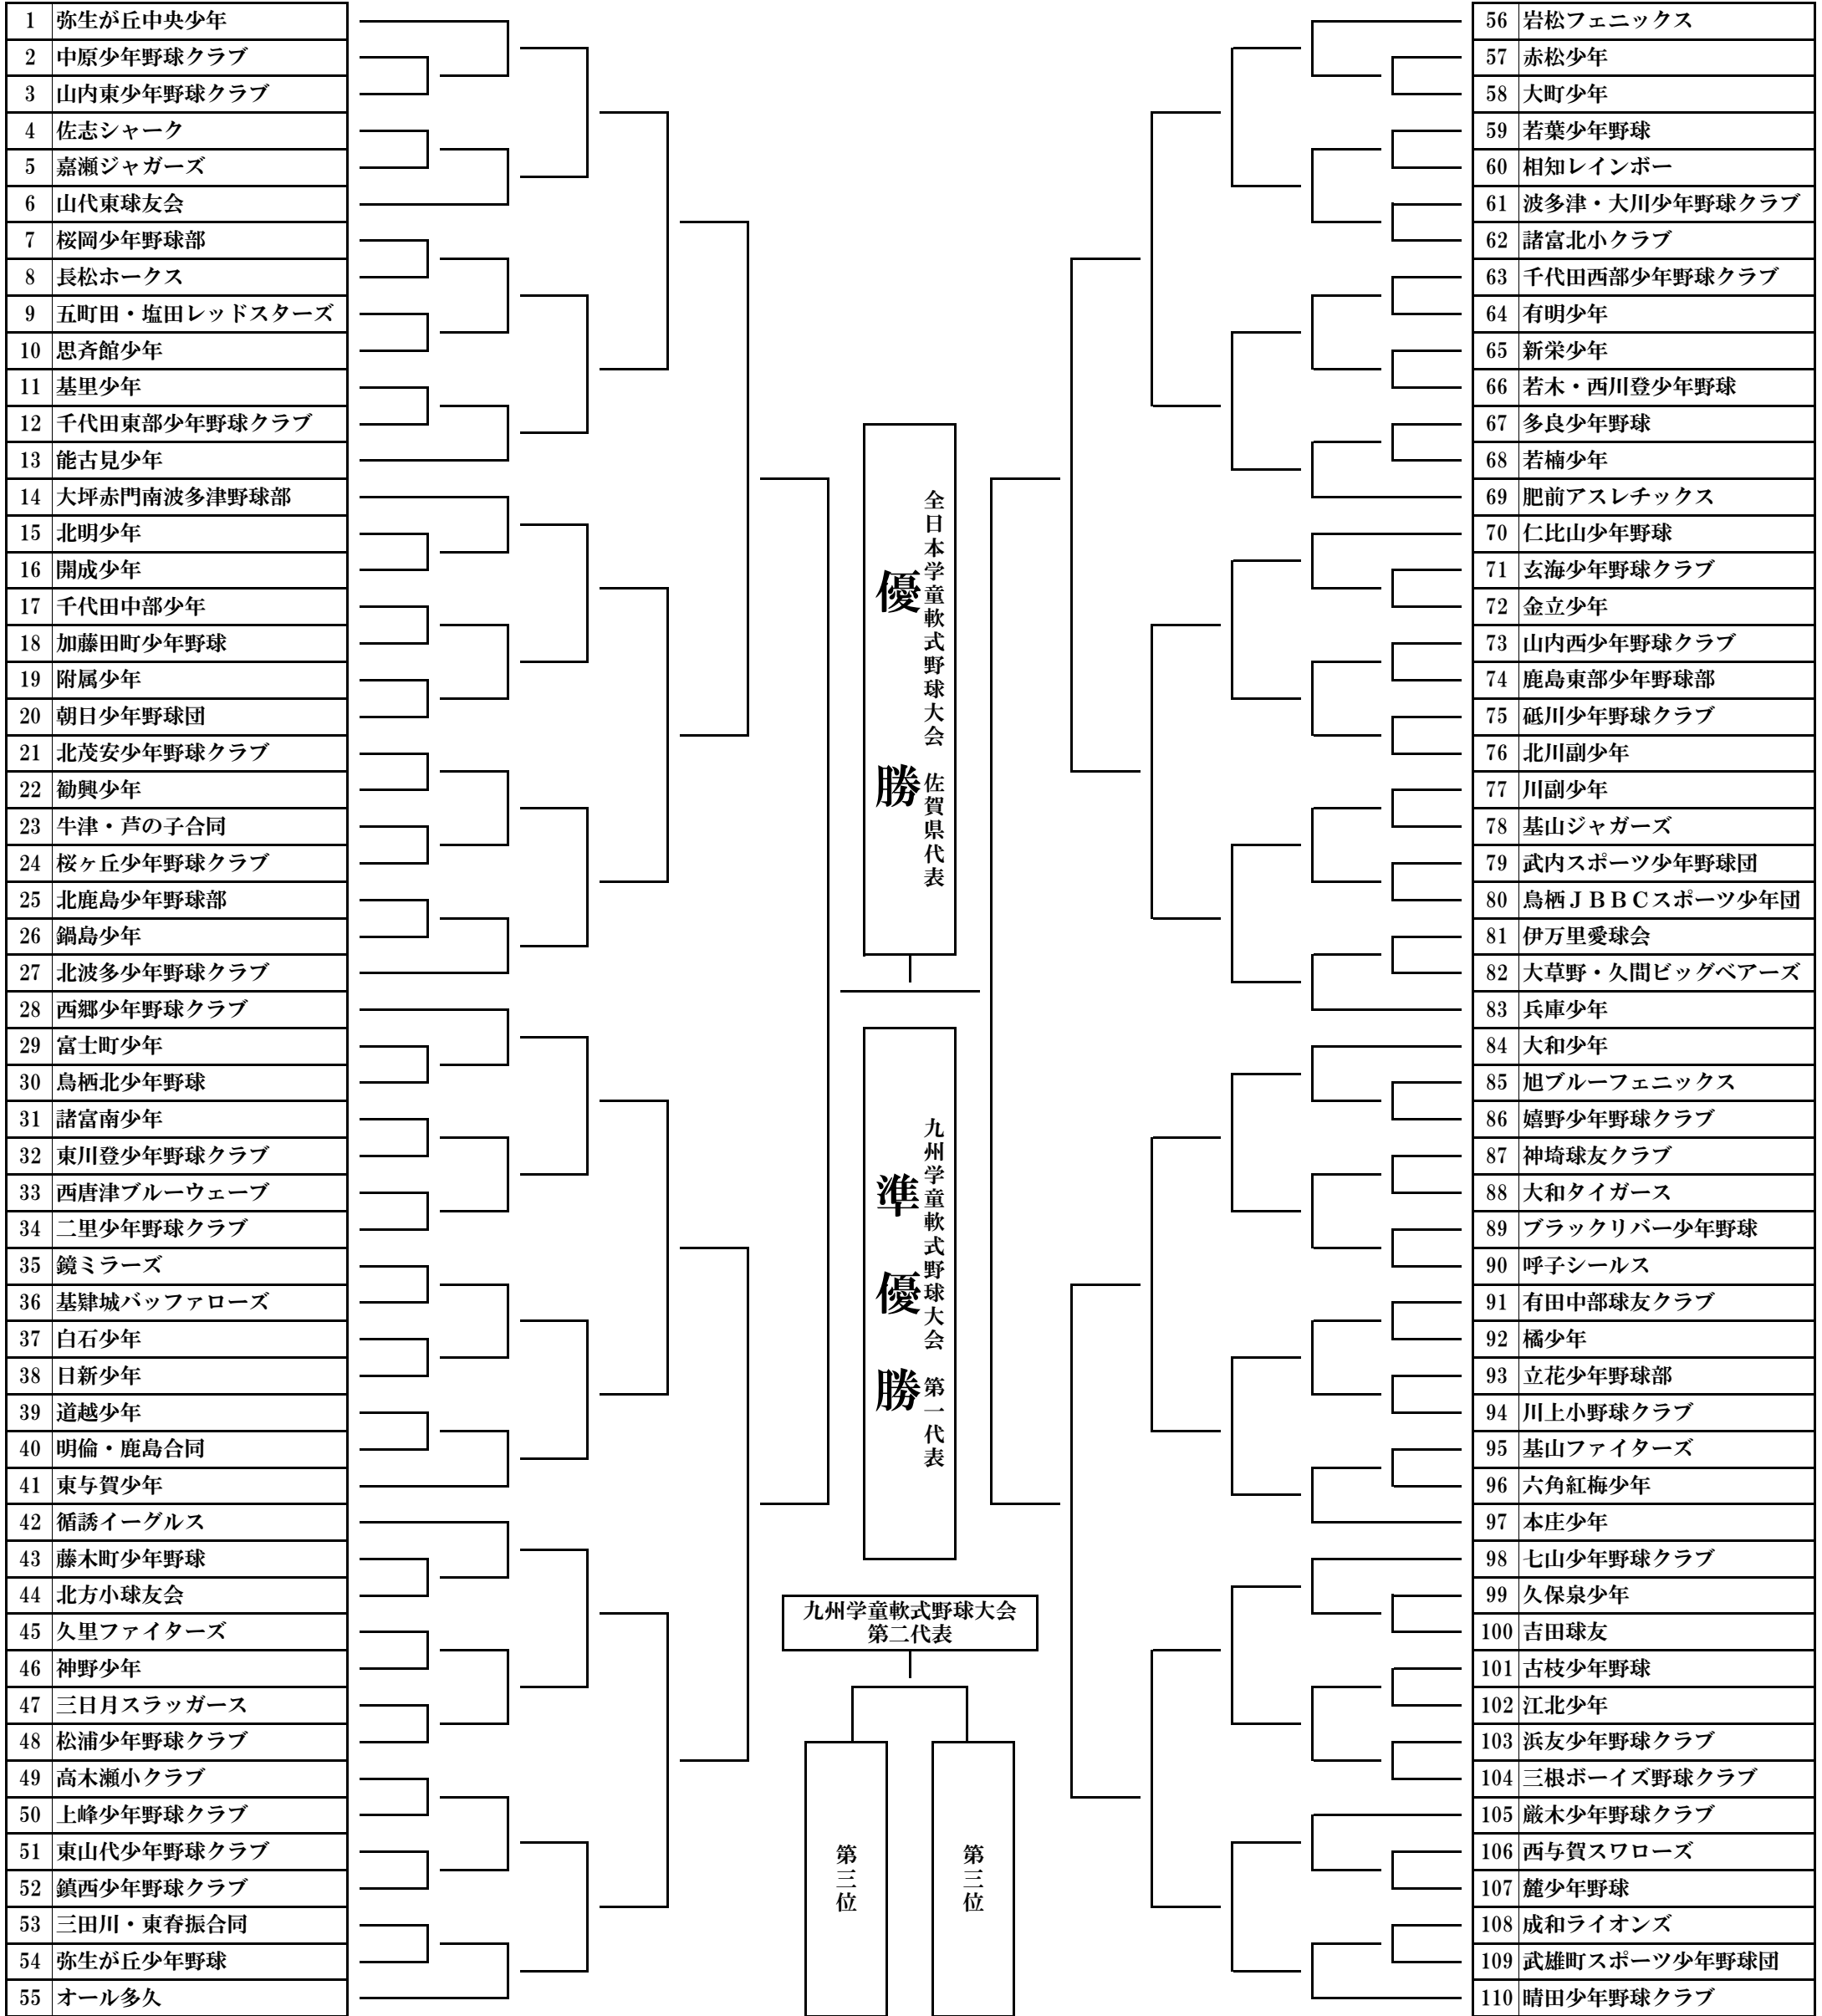 1 弥生が丘中央少年
2 中原少年野球クラブ
3 山内東少年野球クラブ
4 佐志シャーク
5 嘉瀬ジャガーズ
6 山代東球友会
7 桜岡少年野球部
8 長松ホークス
9 五町田・塩田レッドスターズ
10 思斉館少年
11 基里少年
12 千代田東部少年野球クラブ
13 能古見少年
14 大坪赤門南波多津野球部
15 北明少年
16 開成少年
17 千代田中部少年
18 加藤田町少年野球
19 附属少年
20 朝日少年野球団
21 北茂安少年野球クラブ
22 勧興少年
23 牛津・芦の子合同
24 桜ヶ丘少年野球クラブ
25 北鹿島少年野球部
26 鍋島少年
27 北波多少年野球クラブ
28 西郷少年野球クラブ
29 富士町少年
30 鳥栖北少年野球
31 諸富南少年
32 東川登少年野球クラブ
33 西唐津ブルーウェーブ
34 二里少年野球クラブ
35 鏡ミラーズ
36 基肄城バッファローズ
37 白石少年
38 日新少年
39 道越少年
40 明倫・鹿島合同
41 東与賀少年
42 循誘イーグルス
43 藤木町少年野球
44 北方小球友会
45 久里ファイターズ
46 神野少年
47 三日月スラッガース
48 松浦少年野球クラブ
49 高木瀬小クラブ
50 上峰少年野球クラブ
51 東山代少年野球クラブ
52 鎮西少年野球クラブ
53 三田川・東脊振合同
54 弥生が丘少年野球
55 オール多久
全日本学童軟式野球大会 佐賀県代表
優勝
九州学童軟式野球大会 第一代表
準優勝
九州学童軟式野球大会
第二代表
第三位
第三位
56 岩松フェニックス
57 赤松少年
58 大町少年
59 若葉少年野球
60 相知レインボー
61 波多津・大川少年野球クラブ
62 諸富北小クラブ
63 千代田西部少年野球クラブ
64 有明少年
65 新栄少年
66 若木・西川登少年野球
67 多良少年野球
68 若楠少年
69 肥前アスレチックス
70 仁比山少年野球
71 玄海少年野球クラブ
72 金立少年
73 山内西少年野球クラブ
74 鹿島東部少年野球部
75 砥川少年野球クラブ
76 北川副少年
77 川副少年
78 基山ジャガーズ
79 武内スポーツ少年野球団
80 鳥栖ＪＢＢＣスポーツ少年団
81 伊万里愛球会
82 大草野・久間ビッグベアーズ
83 兵庫少年
84 大和少年
85 旭ブルーフェニックス
86 嬉野少年野球クラブ
87 神埼球友クラブ
88 大和タイガース
89 ブラックリバー少年野球
90 呼子シールス
91 有田中部球友クラブ
92 橘少年
93 立花少年野球部
94 川上小野球クラブ
95 基山ファイターズ
96 六角紅梅少年
97 本庄少年
98 七山少年野球クラブ
99 久保泉少年
100 吉田球友
101 古枝少年野球
102 江北少年
103 浜友少年野球クラブ
104 三根ボーイズ野球クラブ
105 厳木少年野球クラブ
106 西与賀スワローズ
107 麓少年野球
108 成和ライオンズ
109 武雄町スポーツ少年野球団
110 晴田少年野球クラブ